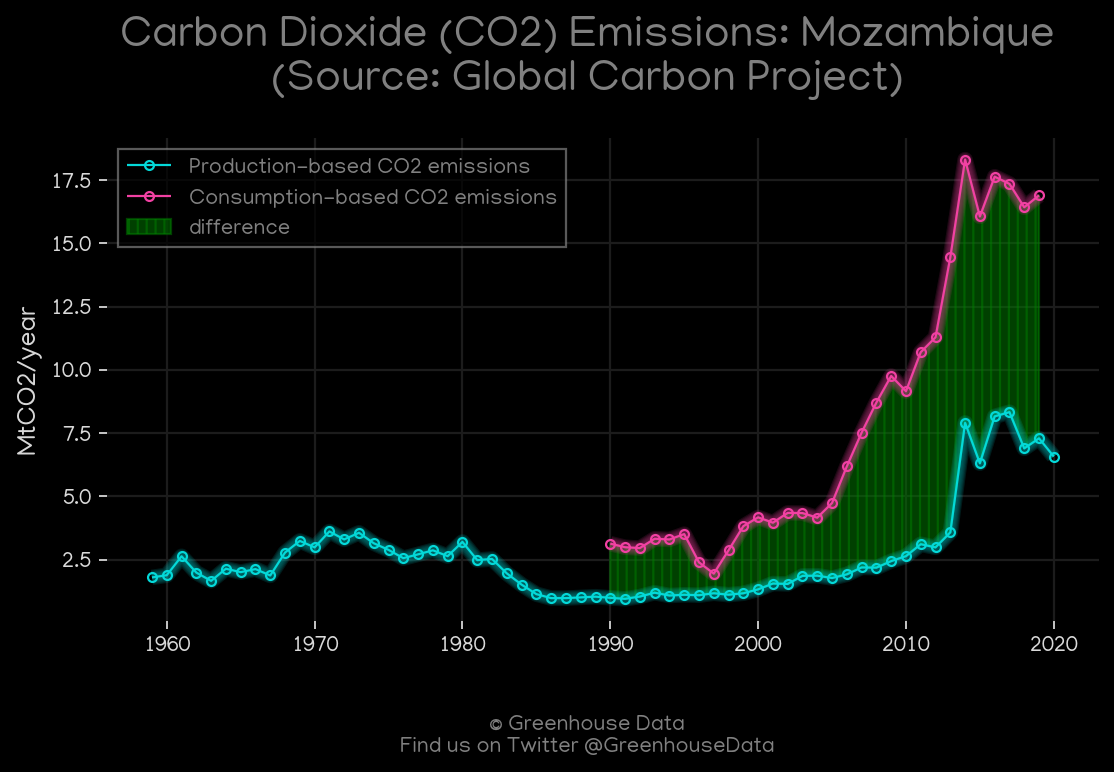 Carbon Dioxide (CO2) Emissions: Mozambique
(Source: Global Carbon Project)
Production-based CO2 emissions
Consumption-based CO2 emissions
difference
MtCO2/year
17.5
15.0
12.5
10.0
7.5
5.0
2.5
1960 1970 1980 1990 2000 2010 2020
© Greenhouse Data
Find us on Twitter @GreenhouseData